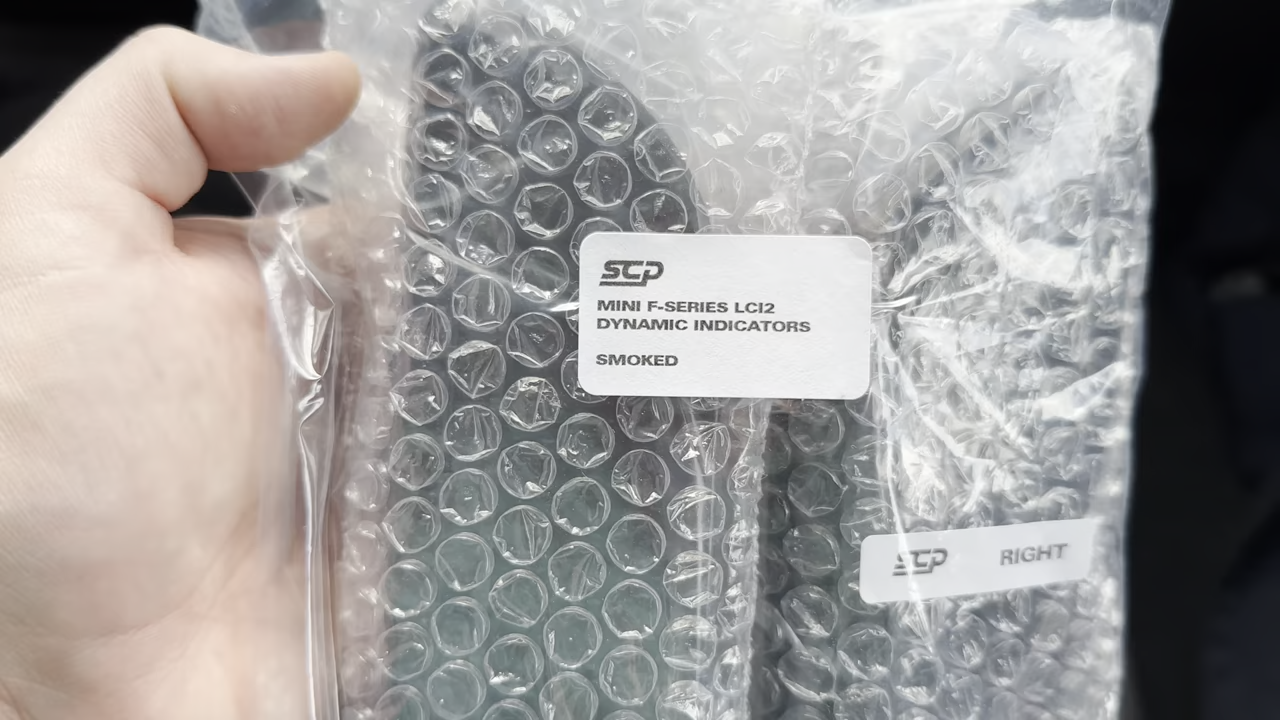 SCP
MINI F-SERIES LCI2
DYNAMIC INDICATORS
SMOKED
SCP RIGHT